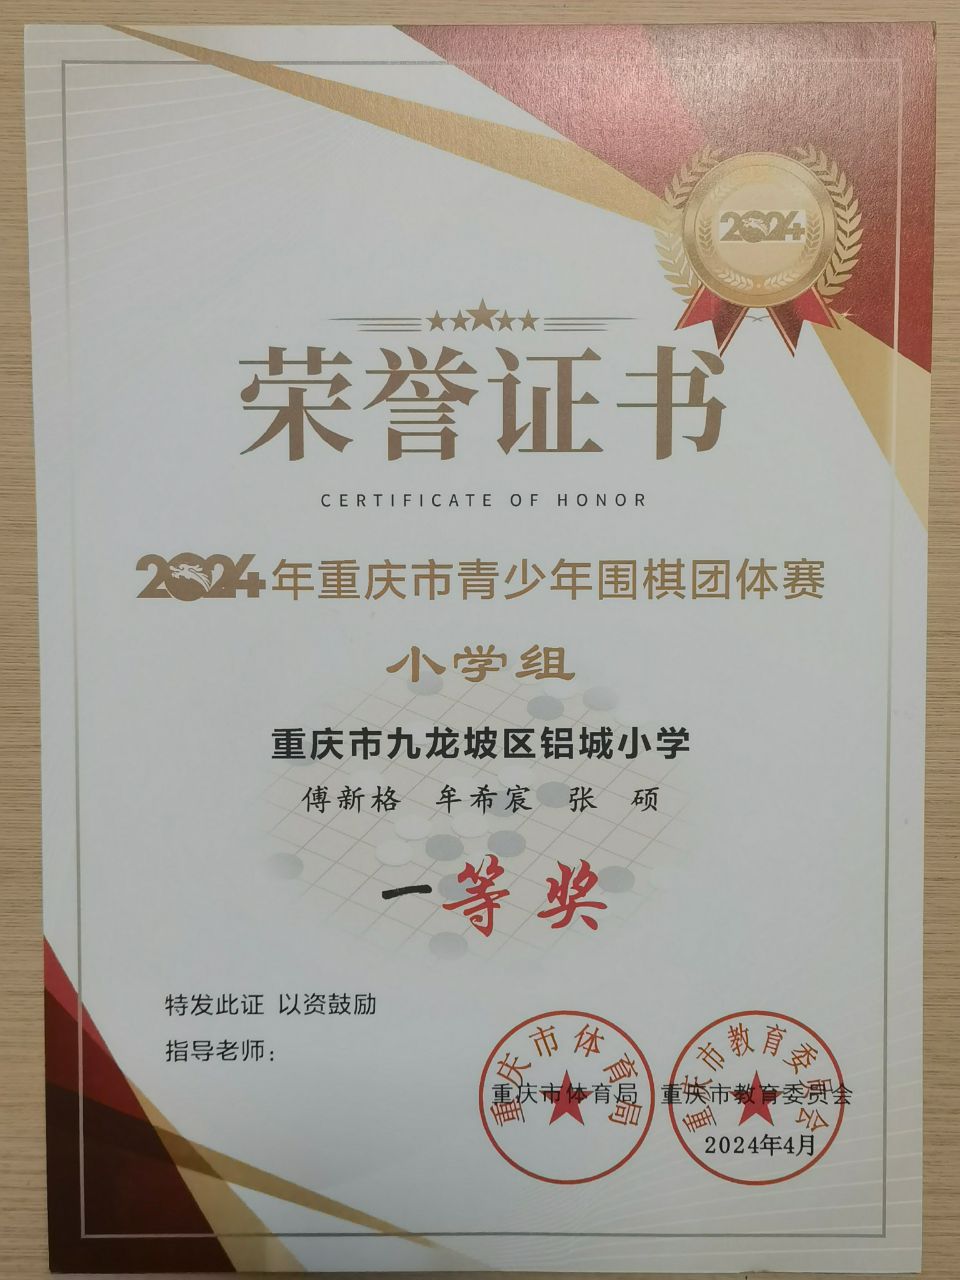 2024
荣誉证书
CERTIFICATE OF HONOR
2024年重庆市青少年围棋团体赛
小学组
重庆市九龙坡区铝城小学
傅新格 牟希宸 张 硕
一等奖
特发此证 以资鼓励
指导老师：
重庆市体育局
重庆市教育委员会
重庆市体育局 重庆市教育委员会
2024年4月